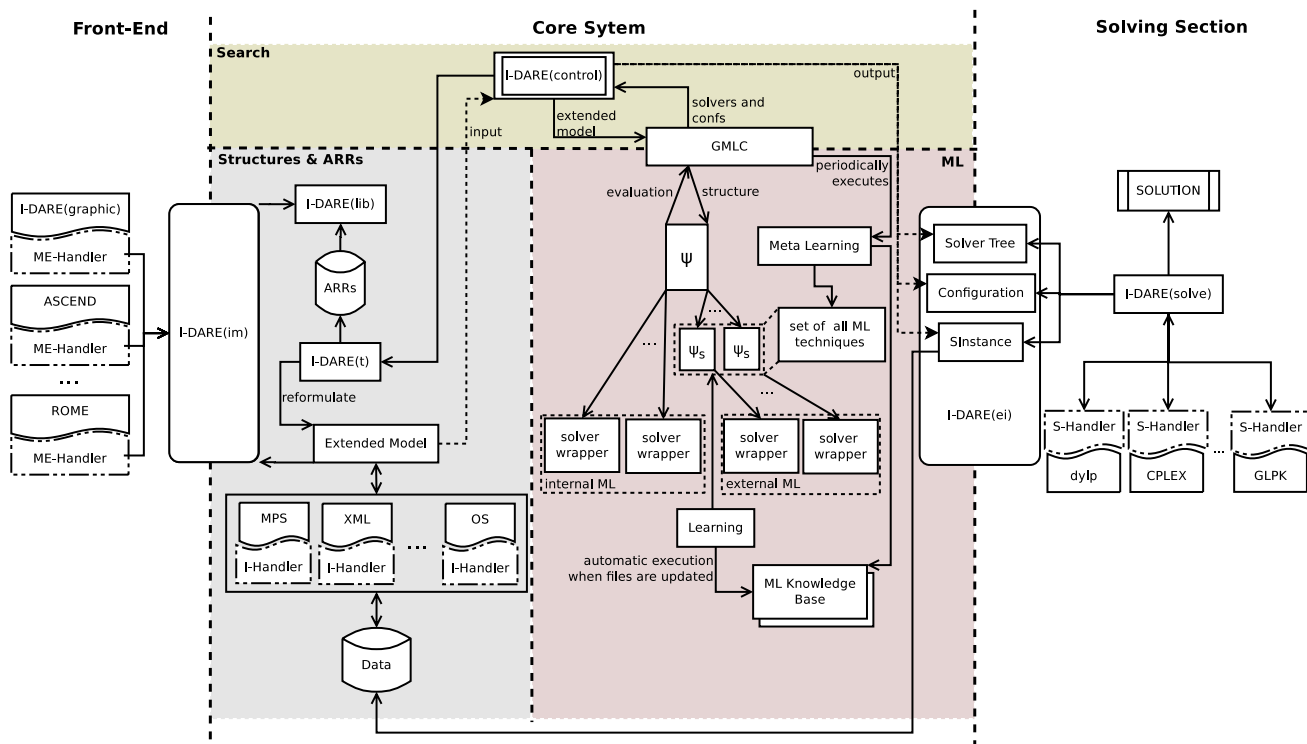 Front-End
Core Sytem
Solving Section
Search
I-DARE(control)
output
input
extended
model
solvers and
confs
GMLC
Structures & ARRs
ML
periodically
executes
evaluation
structure
I-DARE(graphic)
ME-Handler
ASCEND
ME-Handler
...
ROME
ME-Handler
I-DARE(im)
I-DARE(lib)
ARRs
I-DARE(t)
reformulate
Extended Model
MPS
I-Handler
XML
I-Handler
...
OS
I-Handler
Data
Ψ
...
...
Ψs
Ψs
...
Meta Learning
set of all ML
techniques
solver
wrapper
solver
wrapper
internal ML
solver
wrapper
solver
wrapper
external ML
Learning
automatic execution
when files are updated
ML Knowledge
Base
Solver Tree
Configuration
SInstance
I-DARE(ei)
SOLUTION
I-DARE(solve)
S-Handler
dylp
S-Handler
CPLEX
...
S-Handler
GLPK